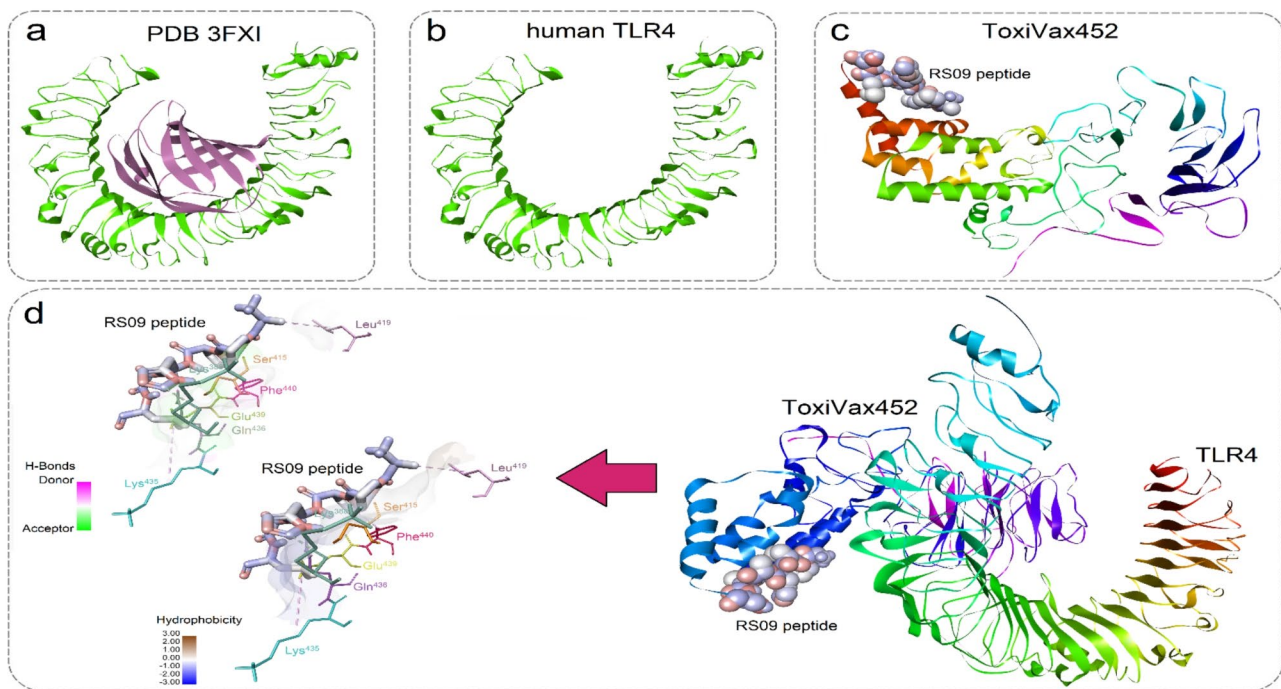 a
PDB 3FXI
b
human TLR4
c
ToxiVax452
RS09 peptide
d
RS09 peptide
Leu419
Ser415
Phe440
Glu439
Gln436
Lys435
H-Bonds
Donor
Acceptor
RS09 peptide
Leu419
Ser415
Phe440
Glu439
Gln436
Lys435
Hydrophobicity
3.00
2.00
1.00
0.00
-1.00
-2.00
-3.00
ToxiVax452
TLR4
RS09 peptide